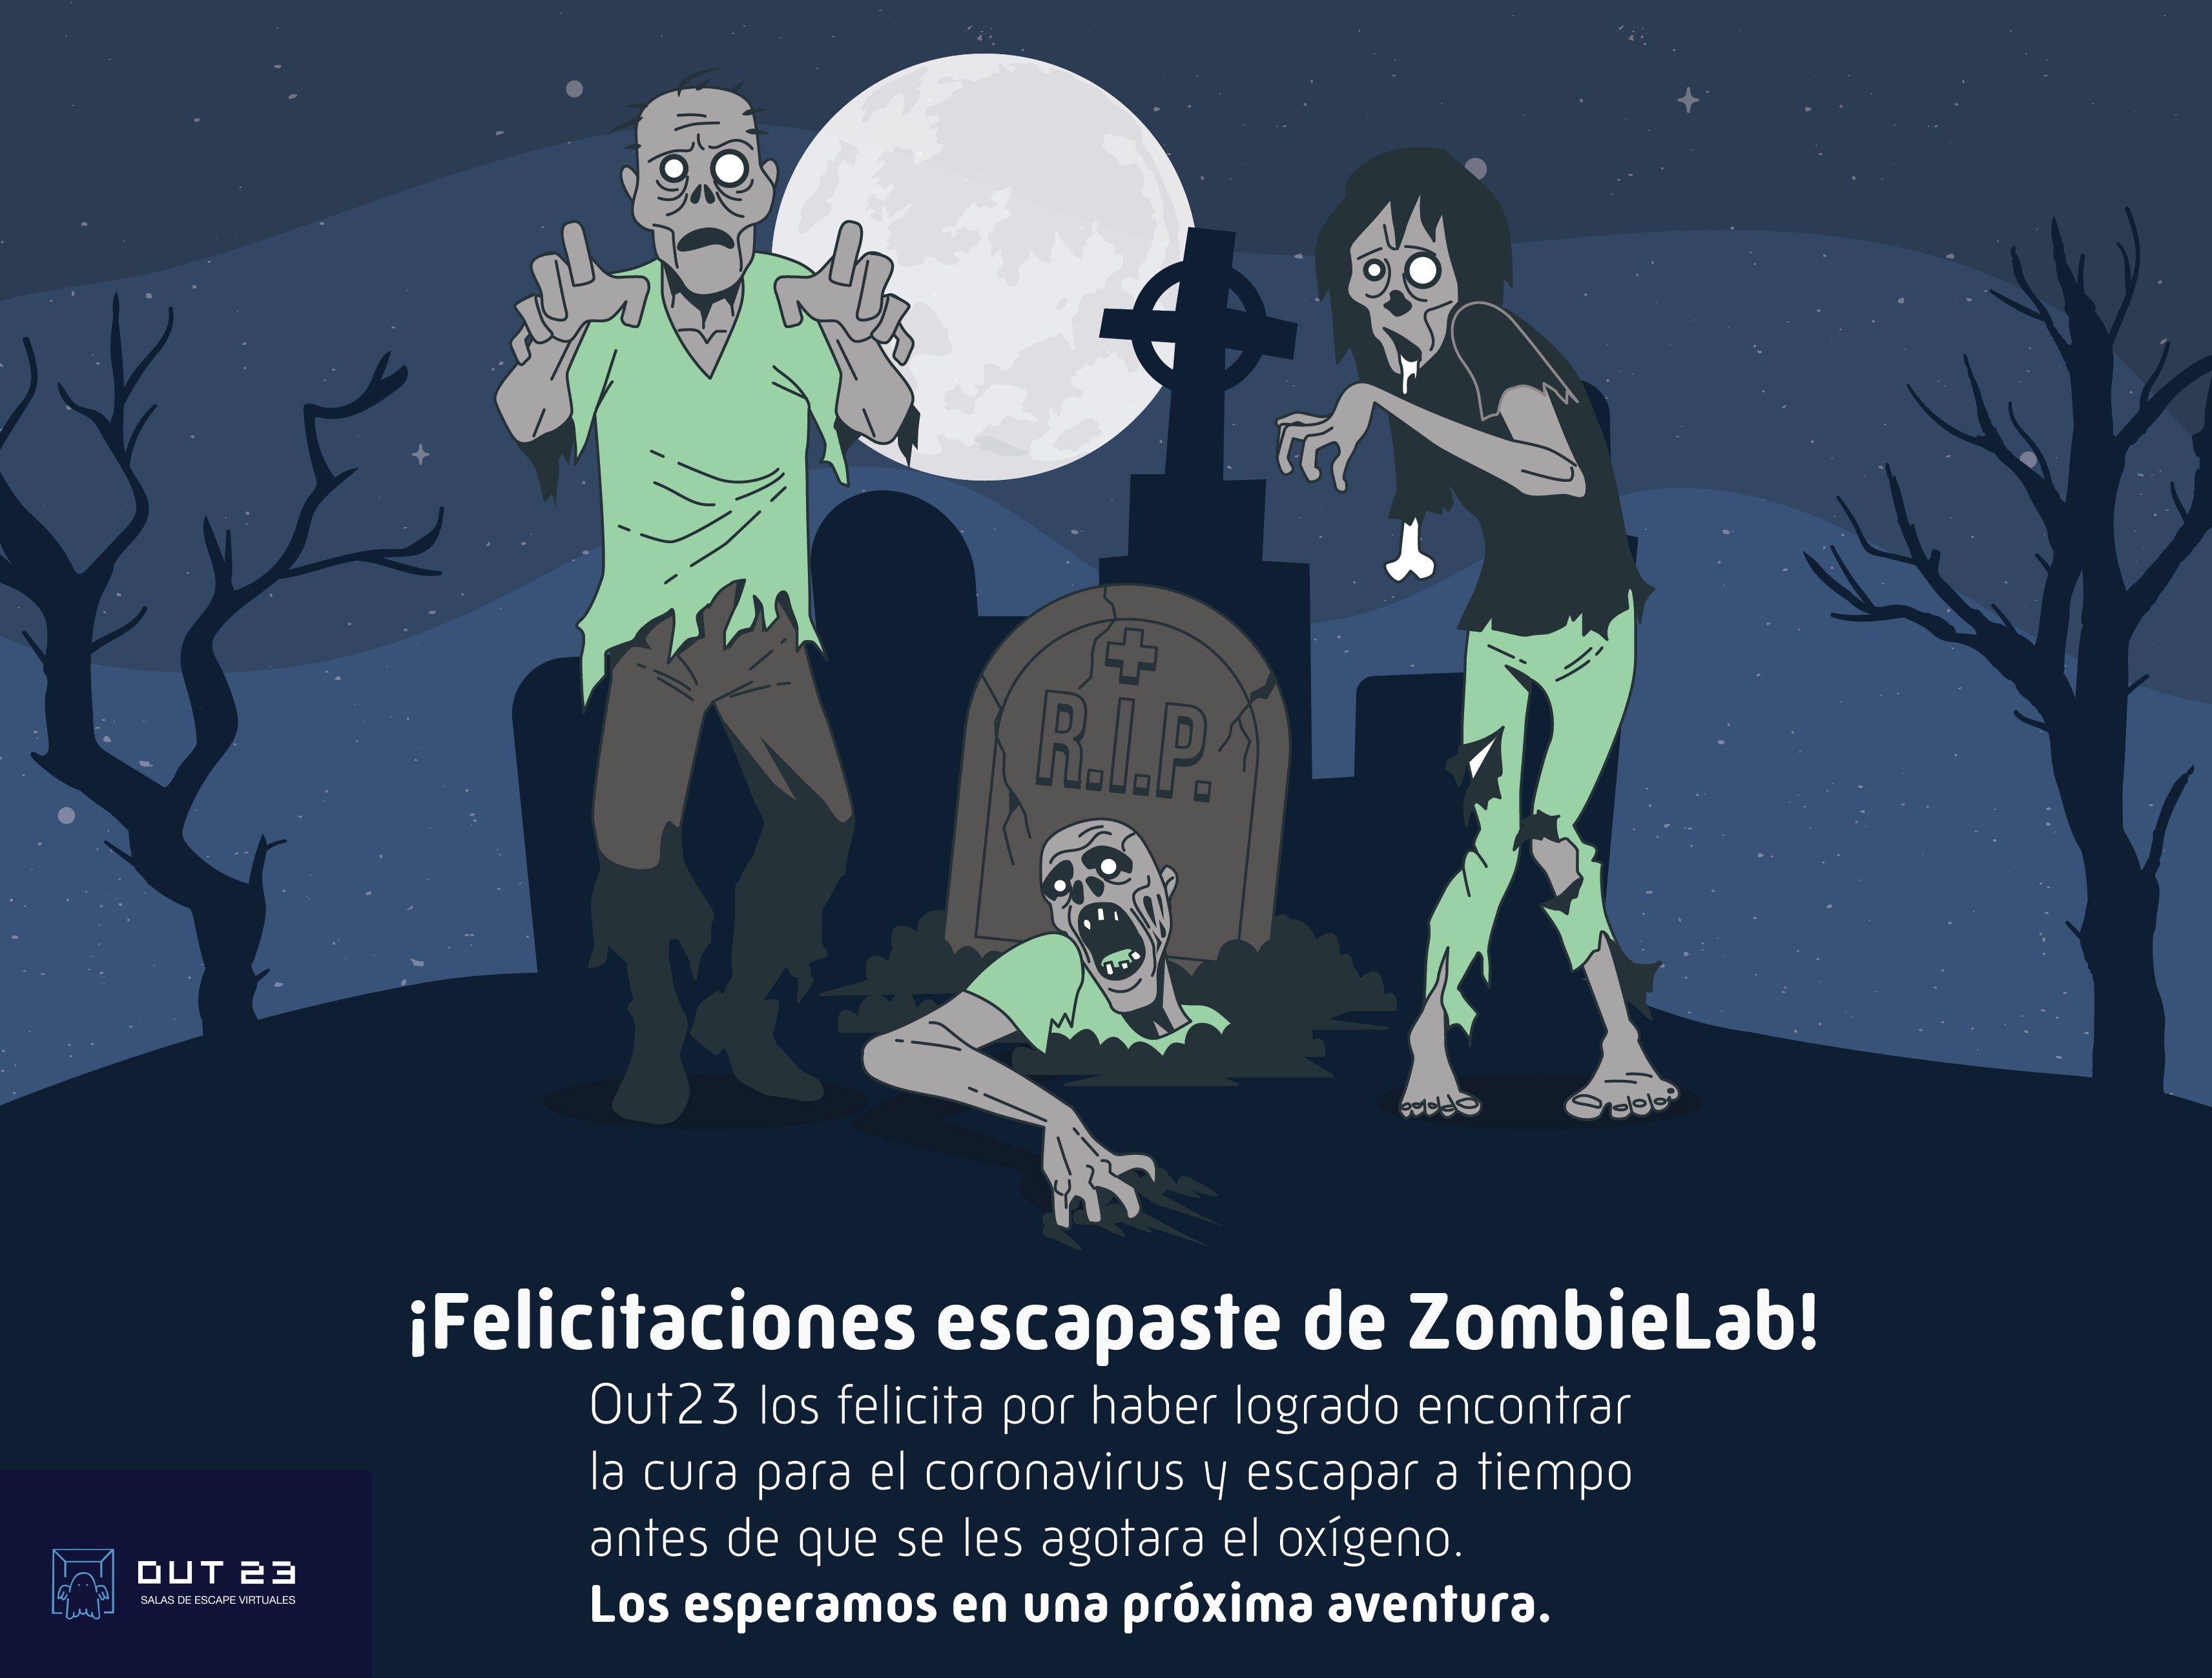 R.I.P.
¡Felicitaciones escapaste de ZombieLab!
Out23 los felicita por haber logrado encontrar
la cura para el coronavirus y escapar a tiempo
antes de que se les agotara el oxígeno.
Los esperamos en una próxima aventura.
OUT 23
SALAS DE ESCAPE VIRTUALES